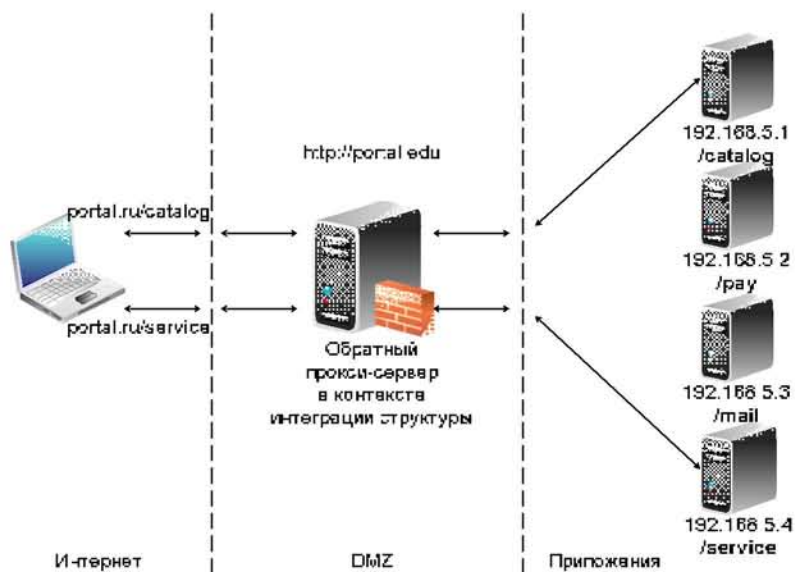 http://portal.edu
portal.ru/catalog
portal.ru/service
Обратный
прокси-сервер
в контексте
интеграции структуры
192.168.5.1
/catalog
192.168.5.2
/pay
192.168.5.3
/mail
192.168.5.4
/service
Интернет
DMZ
Приложения